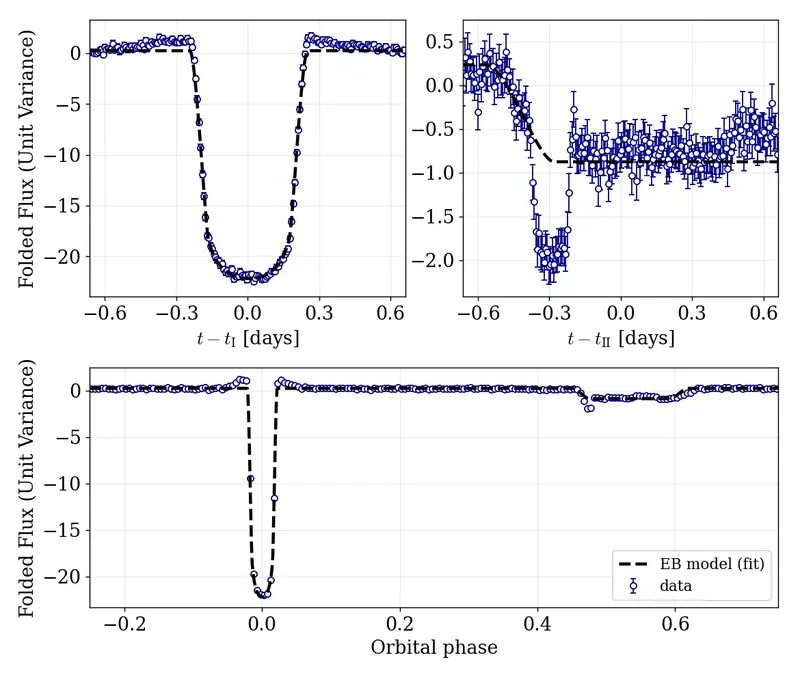 Folded Flux (Unit Variance)
0
−5
−10
−15
−20
−0.6 −0.3 0.0 0.3 0.6
t − tI [days]
0.5
0.0
−0.5
−1.0
−1.5
−2.0
−0.6 −0.3 0.0 0.3 0.6
t − tII [days]
Folded Flux (Unit Variance)
0
−5
−10
−15
−20
EB model (fit)
data
−0.2 0.0 0.2 0.4 0.6
Orbital phase